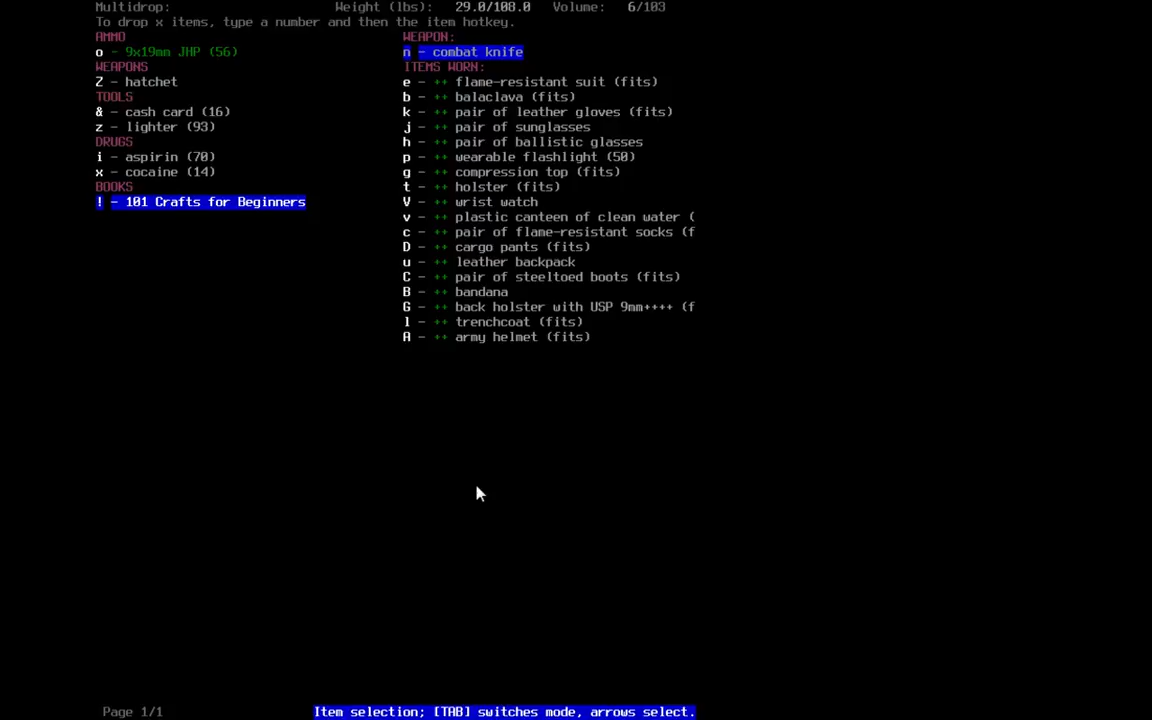 Multidrop: Weight (lbs): 29.0/108.0 Volume: 6/103
To drop x items, type a number and then the item hotkey.
AMMO
o - 9x19mm JHP (56)
WEAPONS
Z - hatchet
TOOLS
& - cash card (16)
z - lighter (93)
DRUGS
i - aspirin (70)
x - cocaine (14)
BOOKS
! - 101 Crafts for Beginners
WEAPON:
n - combat knife
ITEMS WORN:
e - ++ flame-resistant suit (fits)
b - ++ balaclava (fits)
k - ++ pair of leather gloves (fits)
j - ++ pair of sunglasses
h - ++ pair of ballistic glasses
p - ++ wearable flashlight (50)
g - ++ compression top (fits)
t - ++ holster (fits)
V - ++ wrist watch
v - ++ plastic canteen of clean water (
c - ++ pair of flame-resistant socks (f
D - ++ cargo pants (fits)
u - ++ leather backpack
C - ++ pair of steeltoed boots (fits)
B - ++ bandana
G - ++ back holster with USP 9mm++++ (f
l - ++ trenchcoat (fits)
A - ++ army helmet (fits)
Page 1/1 Item selection; [TAB] switches mode, arrows select.